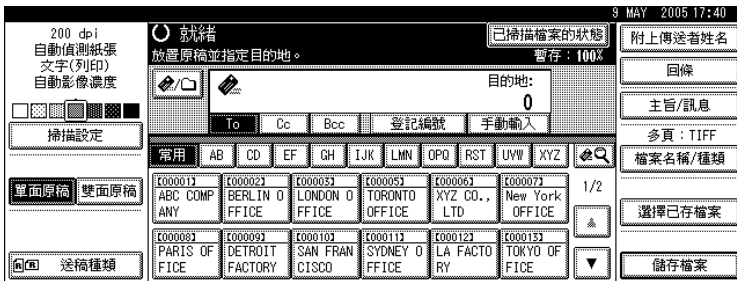 9 MAY 2005 17:40
200 dpi
自動偵測紙張
文字(列印)
自動影像濃度
掃描設定
單面原稿 雙面原稿
送稿種類
就緒
已掃描檔案的狀態
放置原稿並指定目的地。
暫存:100%
目的地:
0
To Cc Bcc 登記編號 手動輸入
常用 AB CD EF GH IJK LMN OPQ RST UVW XYZ
[00001] [00002] [00003] [00005] [00006] [00007]
ABC COMP BERLIN O LONDON O TORONTO XYZ CO., New York
ANY FFICE FFICE OFFICE LTD OFFICE
1/2
[00008] [00009] [00010] [00011] [00012] [00013]
PARIS OF DETROIT SAN FRAN SYDNEY O LA FACTO TOKYO OF
FICE FACTORY CISCO FFICE RY FICE
附上傳送者姓名
回條
主旨/訊息
多頁:TIFF
檔案名稱/種類
選擇已存檔案
儲存檔案